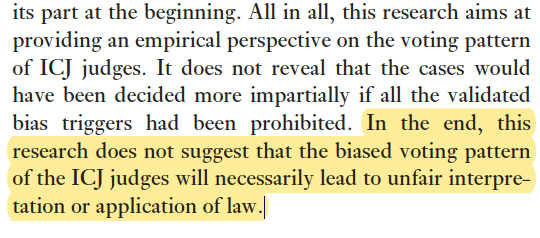 its part at the beginning. All in all, this research aims at
providing an empirical perspective on the voting pattern
of ICJ judges. It does not reveal that the cases would
have been decided more impartially if all the validated
bias triggers had been prohibited. In the end, this
research does not suggest that the biased voting pattern
of the ICJ judges will necessarily lead to unfair interpre-
tation or application of law.